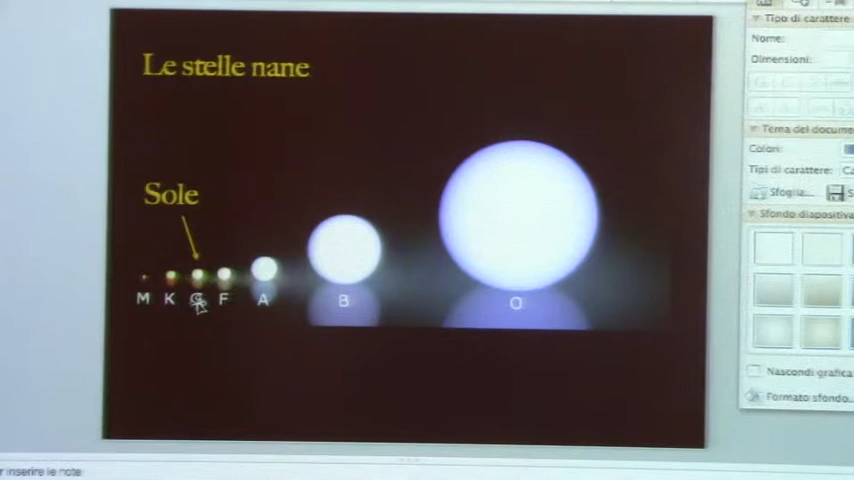 Le stelle nane
Sole
M K G F A B O
Tipo di carattere
Nome:
Dimensioni:
Tema del docume
Colori:
Tipi di carattere: Ca
Sfoglia... S
Sfondo diapositiva
Nascondi grafica
Formato sfondo...
r inserire le note